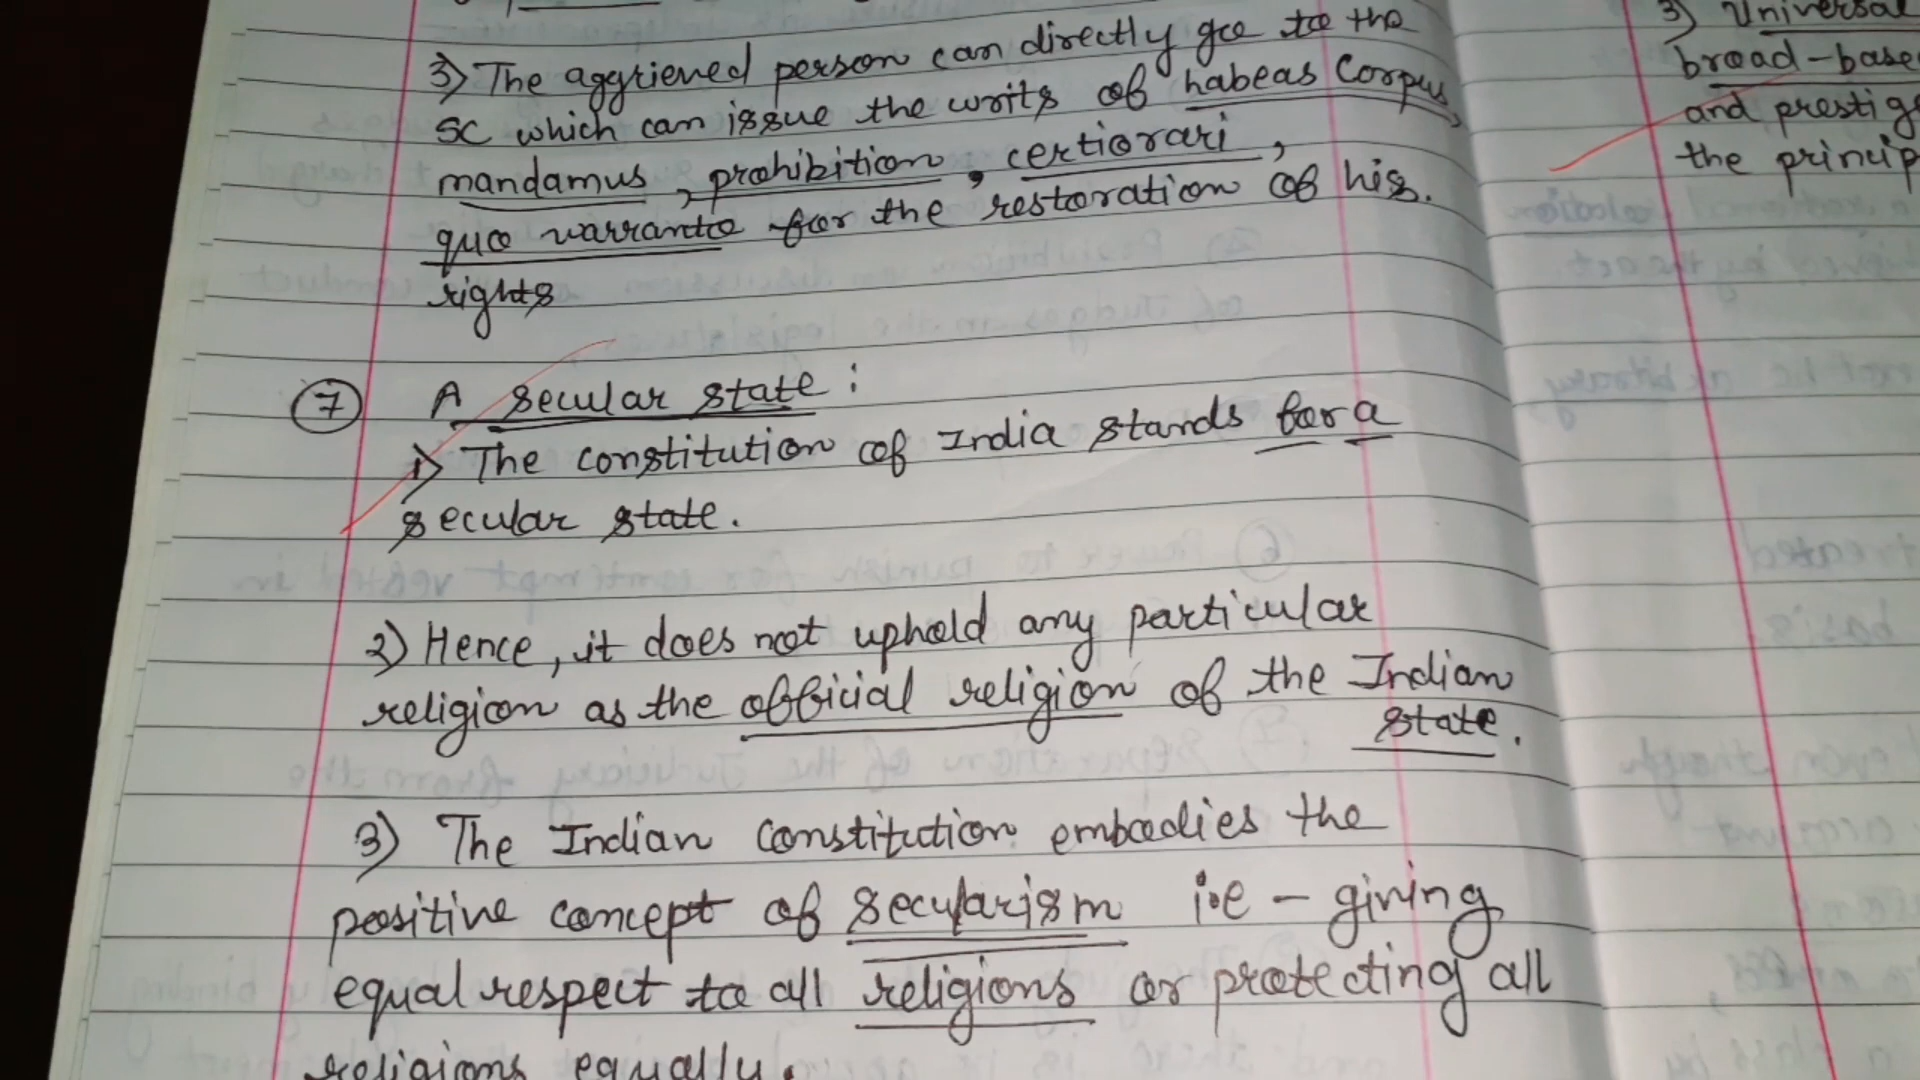 3) The aggrieved person can directly go to the
SC which can issue the writs of habeas corpus,
mandamus, prohibition, certiorari,
quo warranto for the restoration of his.
rights
7 A secular state :
1) The constitution of India stands for a
secular state.
2) Hence, it does not uphold any particular
religion as the official religion of the Indian
state.
3) The Indian Constitution embodies the
positive concept of secularism i.e - giving
equal respect to all religions or protecting all
religions equally.
3) Universal
broad-base
and prestig
the princip